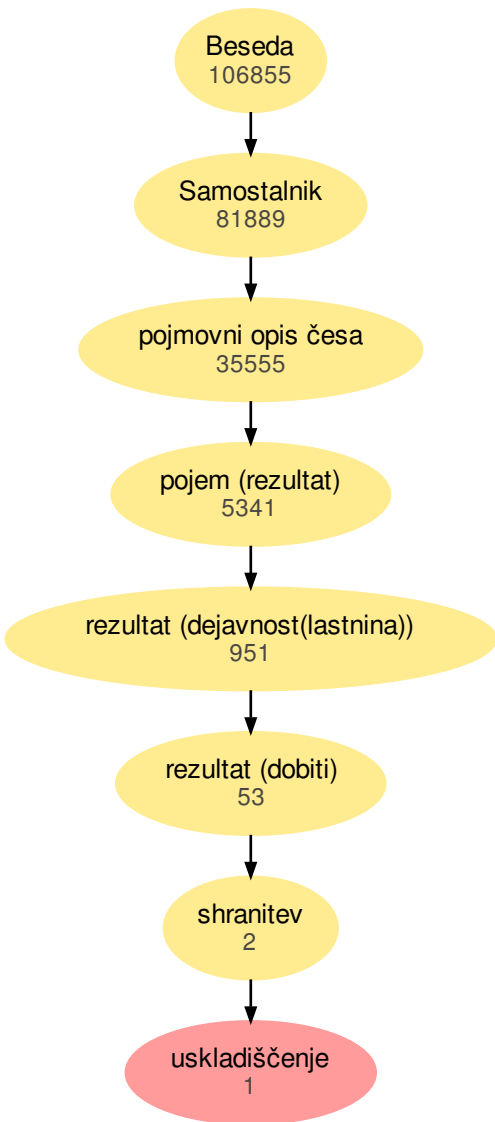 Beseda
106855
Samostalnik
81889
pojmovni opis česa
35555
pojem (rezultat)
5341
rezultat (dejavnost(lastnina))
951
rezultat (dobiti)
53
shranitev
2
uskladiščenje
1